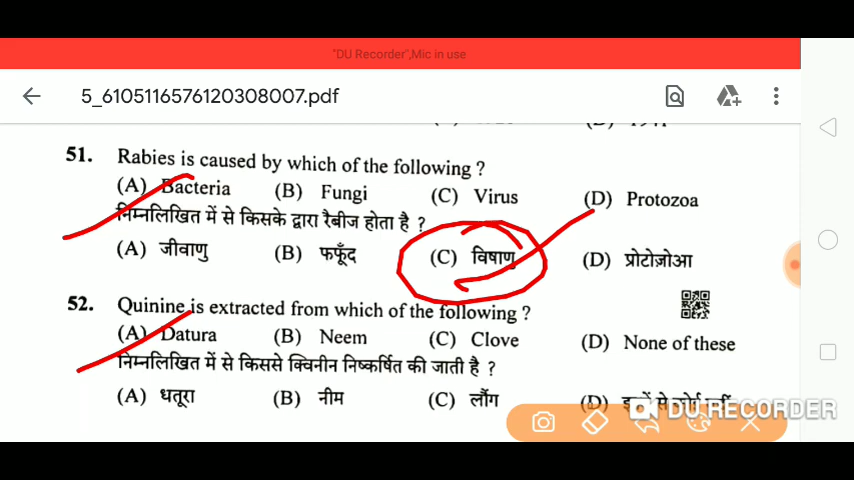 "DU Recorder",Mic in use
5_6105116576120308007.pdf
51. Rabies is caused by which of the following ?
(A) Bacteria (B) Fungi (C) Virus (D) Protozoa
निम्नलिखित में से किसके द्वारा रैबीज होता है ?
(A) जीवाणु (B) फफूँद (C) विषाणु (D) प्रोटोज़ोआ
52. Quinine is extracted from which of the following ?
(A) Datura (B) Neem (C) Clove (D) None of these
निम्नलिखित में से किससे क्विनीन निष्कर्षित की जाती है ?
(A) धतूरा (B) नीम (C) लौंग (D)
DU RECORDER